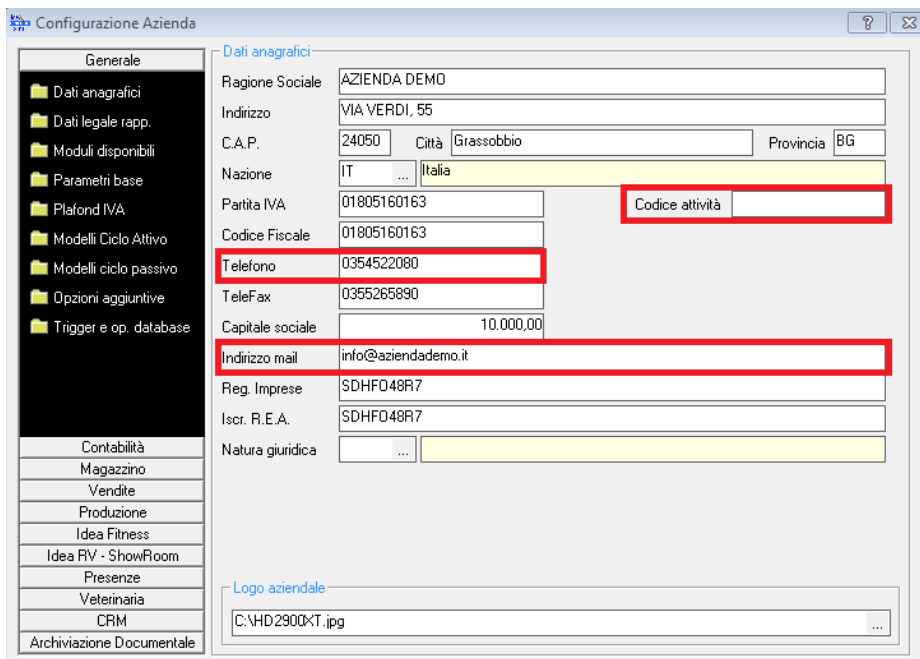 Configurazione Azienda
Generale
Dati anagrafici
Dati legale rapp.
Moduli disponibili
Parametri base
Plafond IVA
Modelli Ciclo Attivo
Modelli ciclo passivo
Opzioni aggiuntive
Trigger e op. database
Contabilità
Magazzino
Vendite
Produzione
Idea Fitness
Idea RV - ShowRoom
Presenze
Veterinaria
CRM
Archiviazione Documentale
Dati anagrafici
Ragione Sociale AZIENDA DEMO
Indirizzo VIA VERDI, 55
C.A.P. 24050 Città Grassobbio Provincia BG
Nazione IT ... Italia
Partita IVA 01805160163 Codice attività
Codice Fiscale 01805160163
Telefono 0354522080
TeleFax 0355265890
Capitale sociale 10.000,00
Indirizzo mail info@aziendademo.it
Reg. Imprese SDHFO48R7
Iscr. R.E.A. SDHFO48R7
Natura giuridica ...
Logo aziendale
C:\HD2900XT.jpg ...